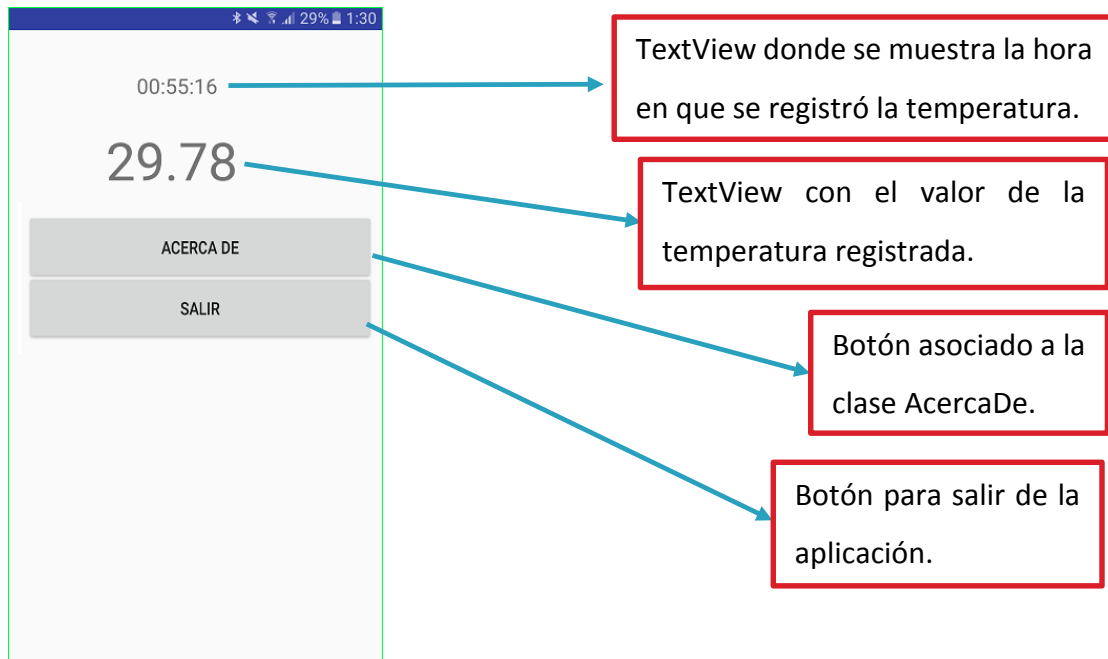 29% 1:30
00:55:16
29.78
ACERCA DE
SALIR
TextView donde se muestra la hora
en que se registró la temperatura.
TextView con el valor de la
temperatura registrada.
Botón asociado a la
clase AcercaDe.
Botón para salir de la
aplicación.